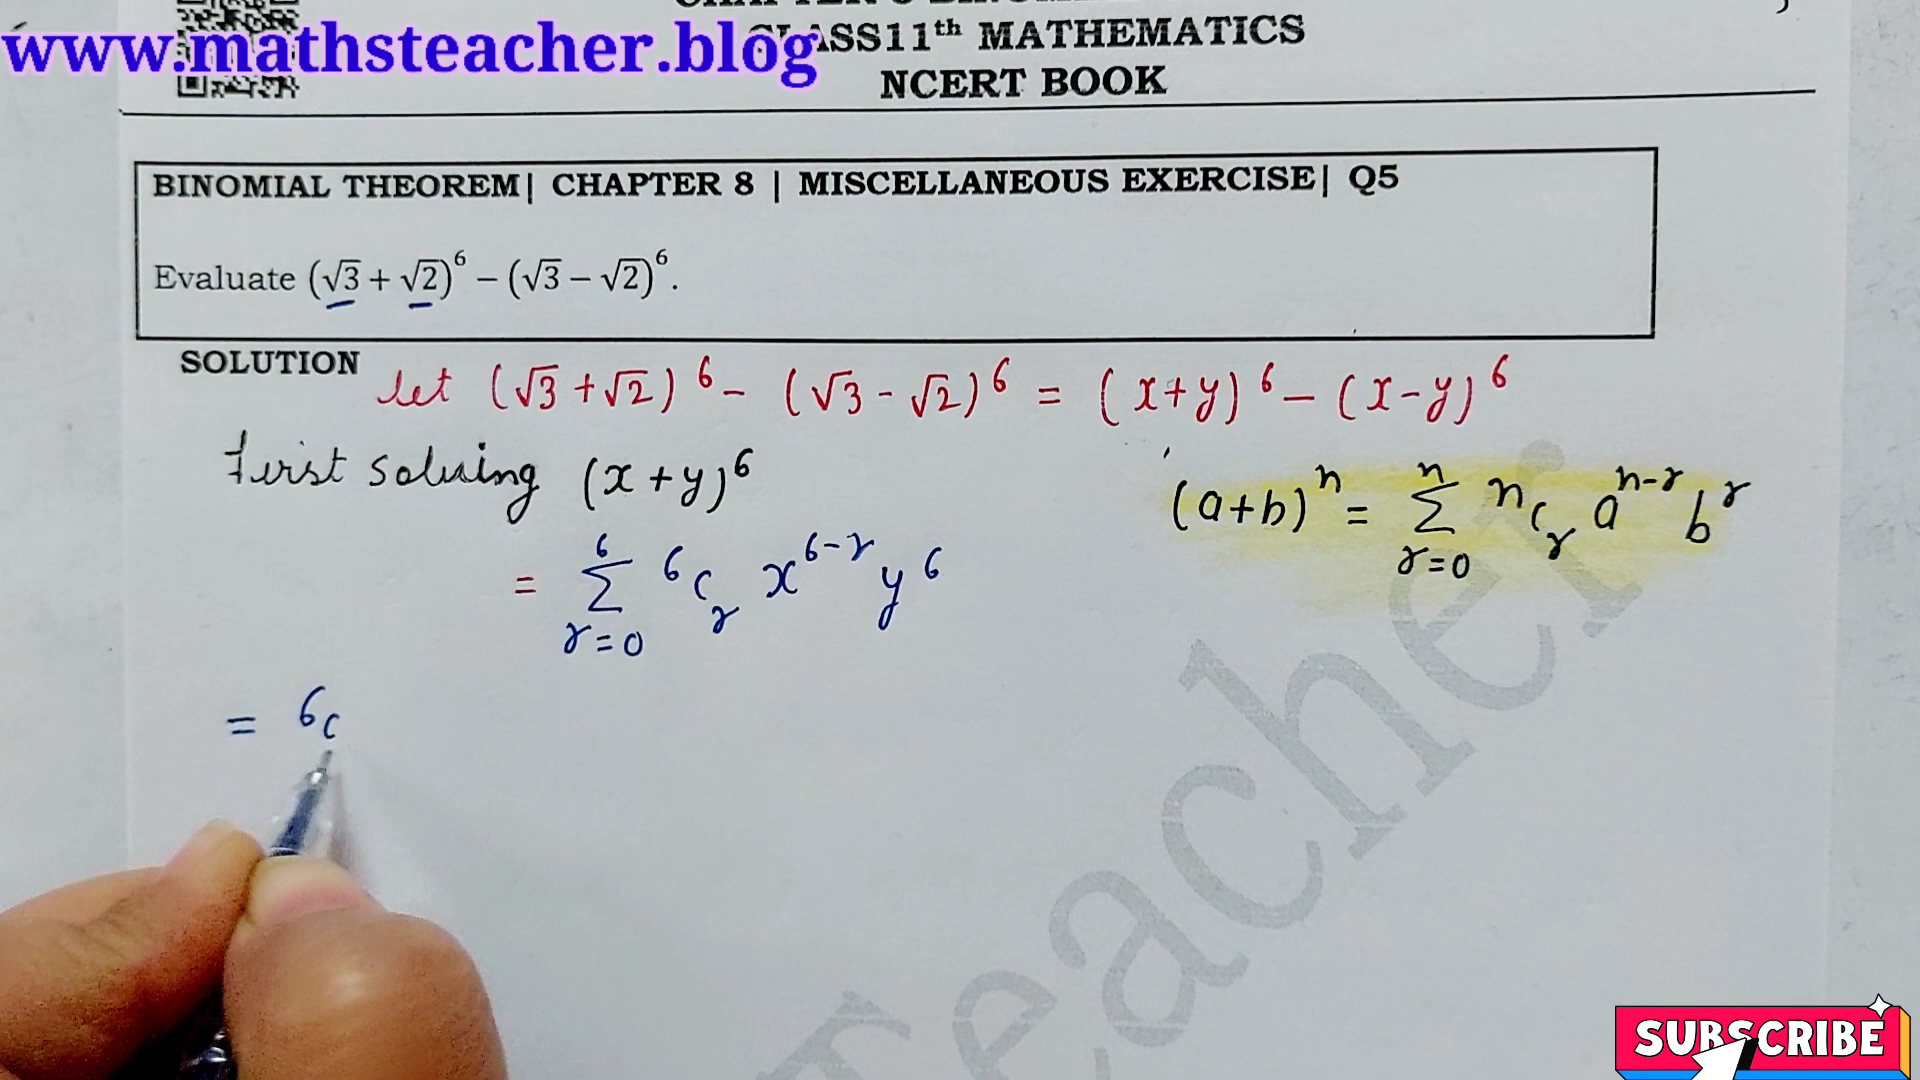 www.mathsteacher.blog
CLASS11th MATHEMATICS
NCERT BOOK
BINOMIAL THEOREM| CHAPTER 8 | MISCELLANEOUS EXERCISE| Q5
Evaluate (√3 + √2)⁶ − (√3 − √2)⁶.
SOLUTION let (√3 + √2)⁶ − (√3 − √2)⁶ = (x+y)⁶ − (x−y)⁶
First solving (x+y)⁶
(a+b)ⁿ = Σ_{r=0}^{n} ⁿC_r a^{n-r} b^r
= Σ_{r=0}^{6} ⁶C_r x^{6-r} y⁶
= ⁶C
Teacher
SUBSCRIBE